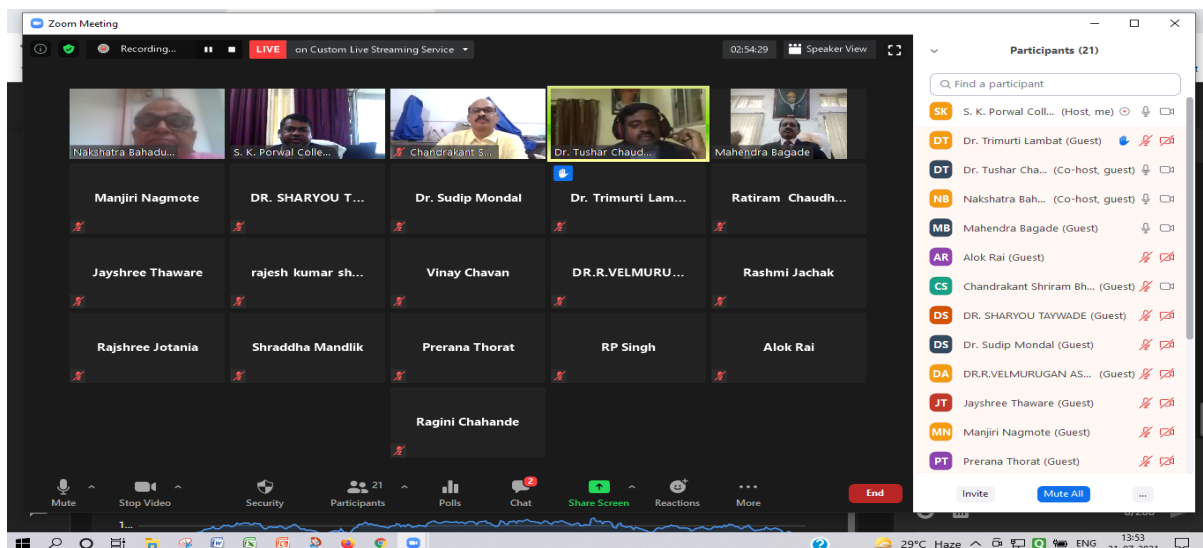 Zoom Meeting
Recording...
LIVE on Custom Live Streaming Service
02:54:29
Speaker View
Participants (21)
Find a participant
Nakshatra Bahadu...
S. K. Porwal Colle...
Chandrakant S...
Dr. Tushar Chaud...
Mahendra Bagade
Manjiri Nagmote
DR. SHARYOU T...
Dr. Sudip Mondal
Dr. Trimurti Lam...
Ratiram Chaudh...
Jayshree Thaware
rajesh kumar sh...
Vinay Chavan
DR.R.VELMURU...
Rashmi Jachak
Rajshree Jotania
Shraddha Mandlik
Prerana Thorat
RP Singh
Alok Rai
Ragini Chahande
SK S. K. Porwal Coll... (Host, me)
DT Dr. Trimurti Lambat (Guest)
DT Dr. Tushar Cha... (Co-host, guest)
NB Nakshatra Bah... (Co-host, guest)
MB Mahendra Bagade (Guest)
AR Alok Rai (Guest)
CS Chandrakant Shriram Bh... (Guest)
DS DR. SHARYOU TAYWADE (Guest)
DS Dr. Sudip Mondal (Guest)
DA DR.R.VELMURUGAN AS... (Guest)
JT Jayshree Thaware (Guest)
MN Manjiri Nagmote (Guest)
PT Prerana Thorat (Guest)
Mute
Stop Video
Security
21
Participants
Polls
2
Chat
Share Screen
Reactions
More
End
Invite
Mute All
...
1...
29°C Haze
ENG
13:53